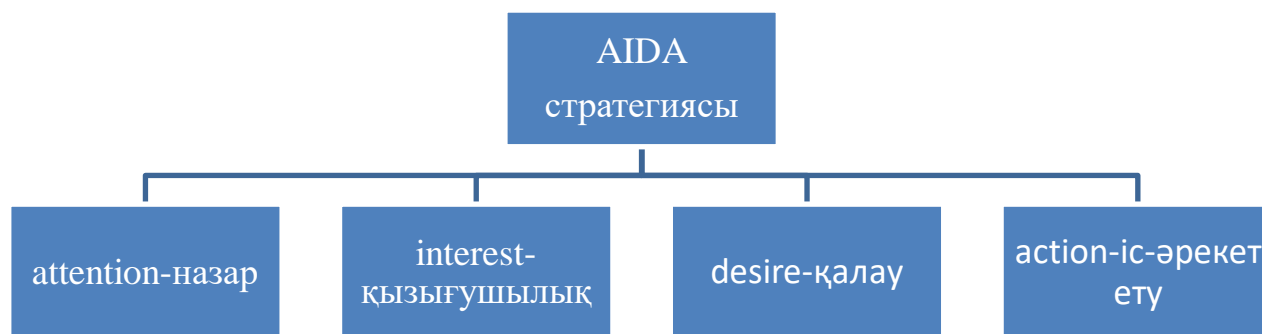 AIDA
стратегиясы
attention-назар
interest-
қызығушылық
desire-қалау
action-іс-әрекет
ету